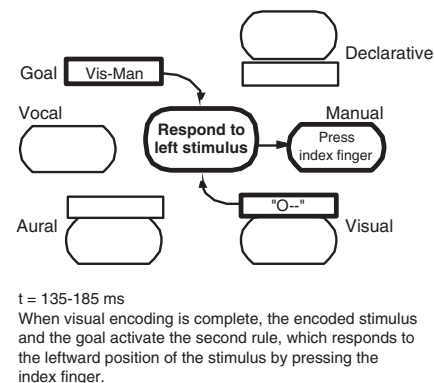 Declarative
Goal
Vis-Man
Vocal
Manual
Respond to
left stimulus
Press
index finger
"O--"
Aural
Visual
t = 135-185 ms
When visual encoding is complete, the encoded stimulus
and the goal activate the second rule, which responds to
the leftward position of the stimulus by pressing the
index finger.